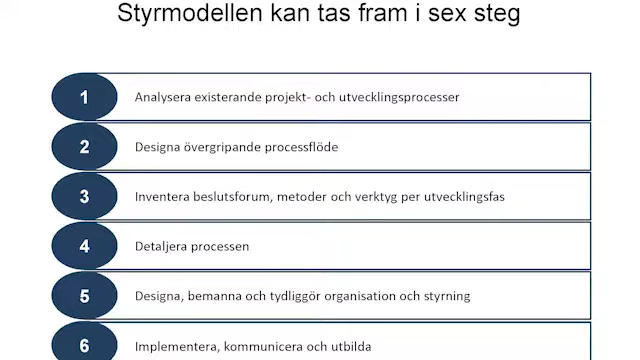 Styrmodellen kan tas fram i sex steg
1 Analysera existerande projekt- och utvecklingsprocesser
2 Designa övergripande processflöde
3 Inventera beslutsforum, metoder och verktyg per utvecklingsfas
4 Detaljera processen
5 Designa, bemanna och tydliggör organisation och styrning
6 Implementera, kommunicera och utbilda